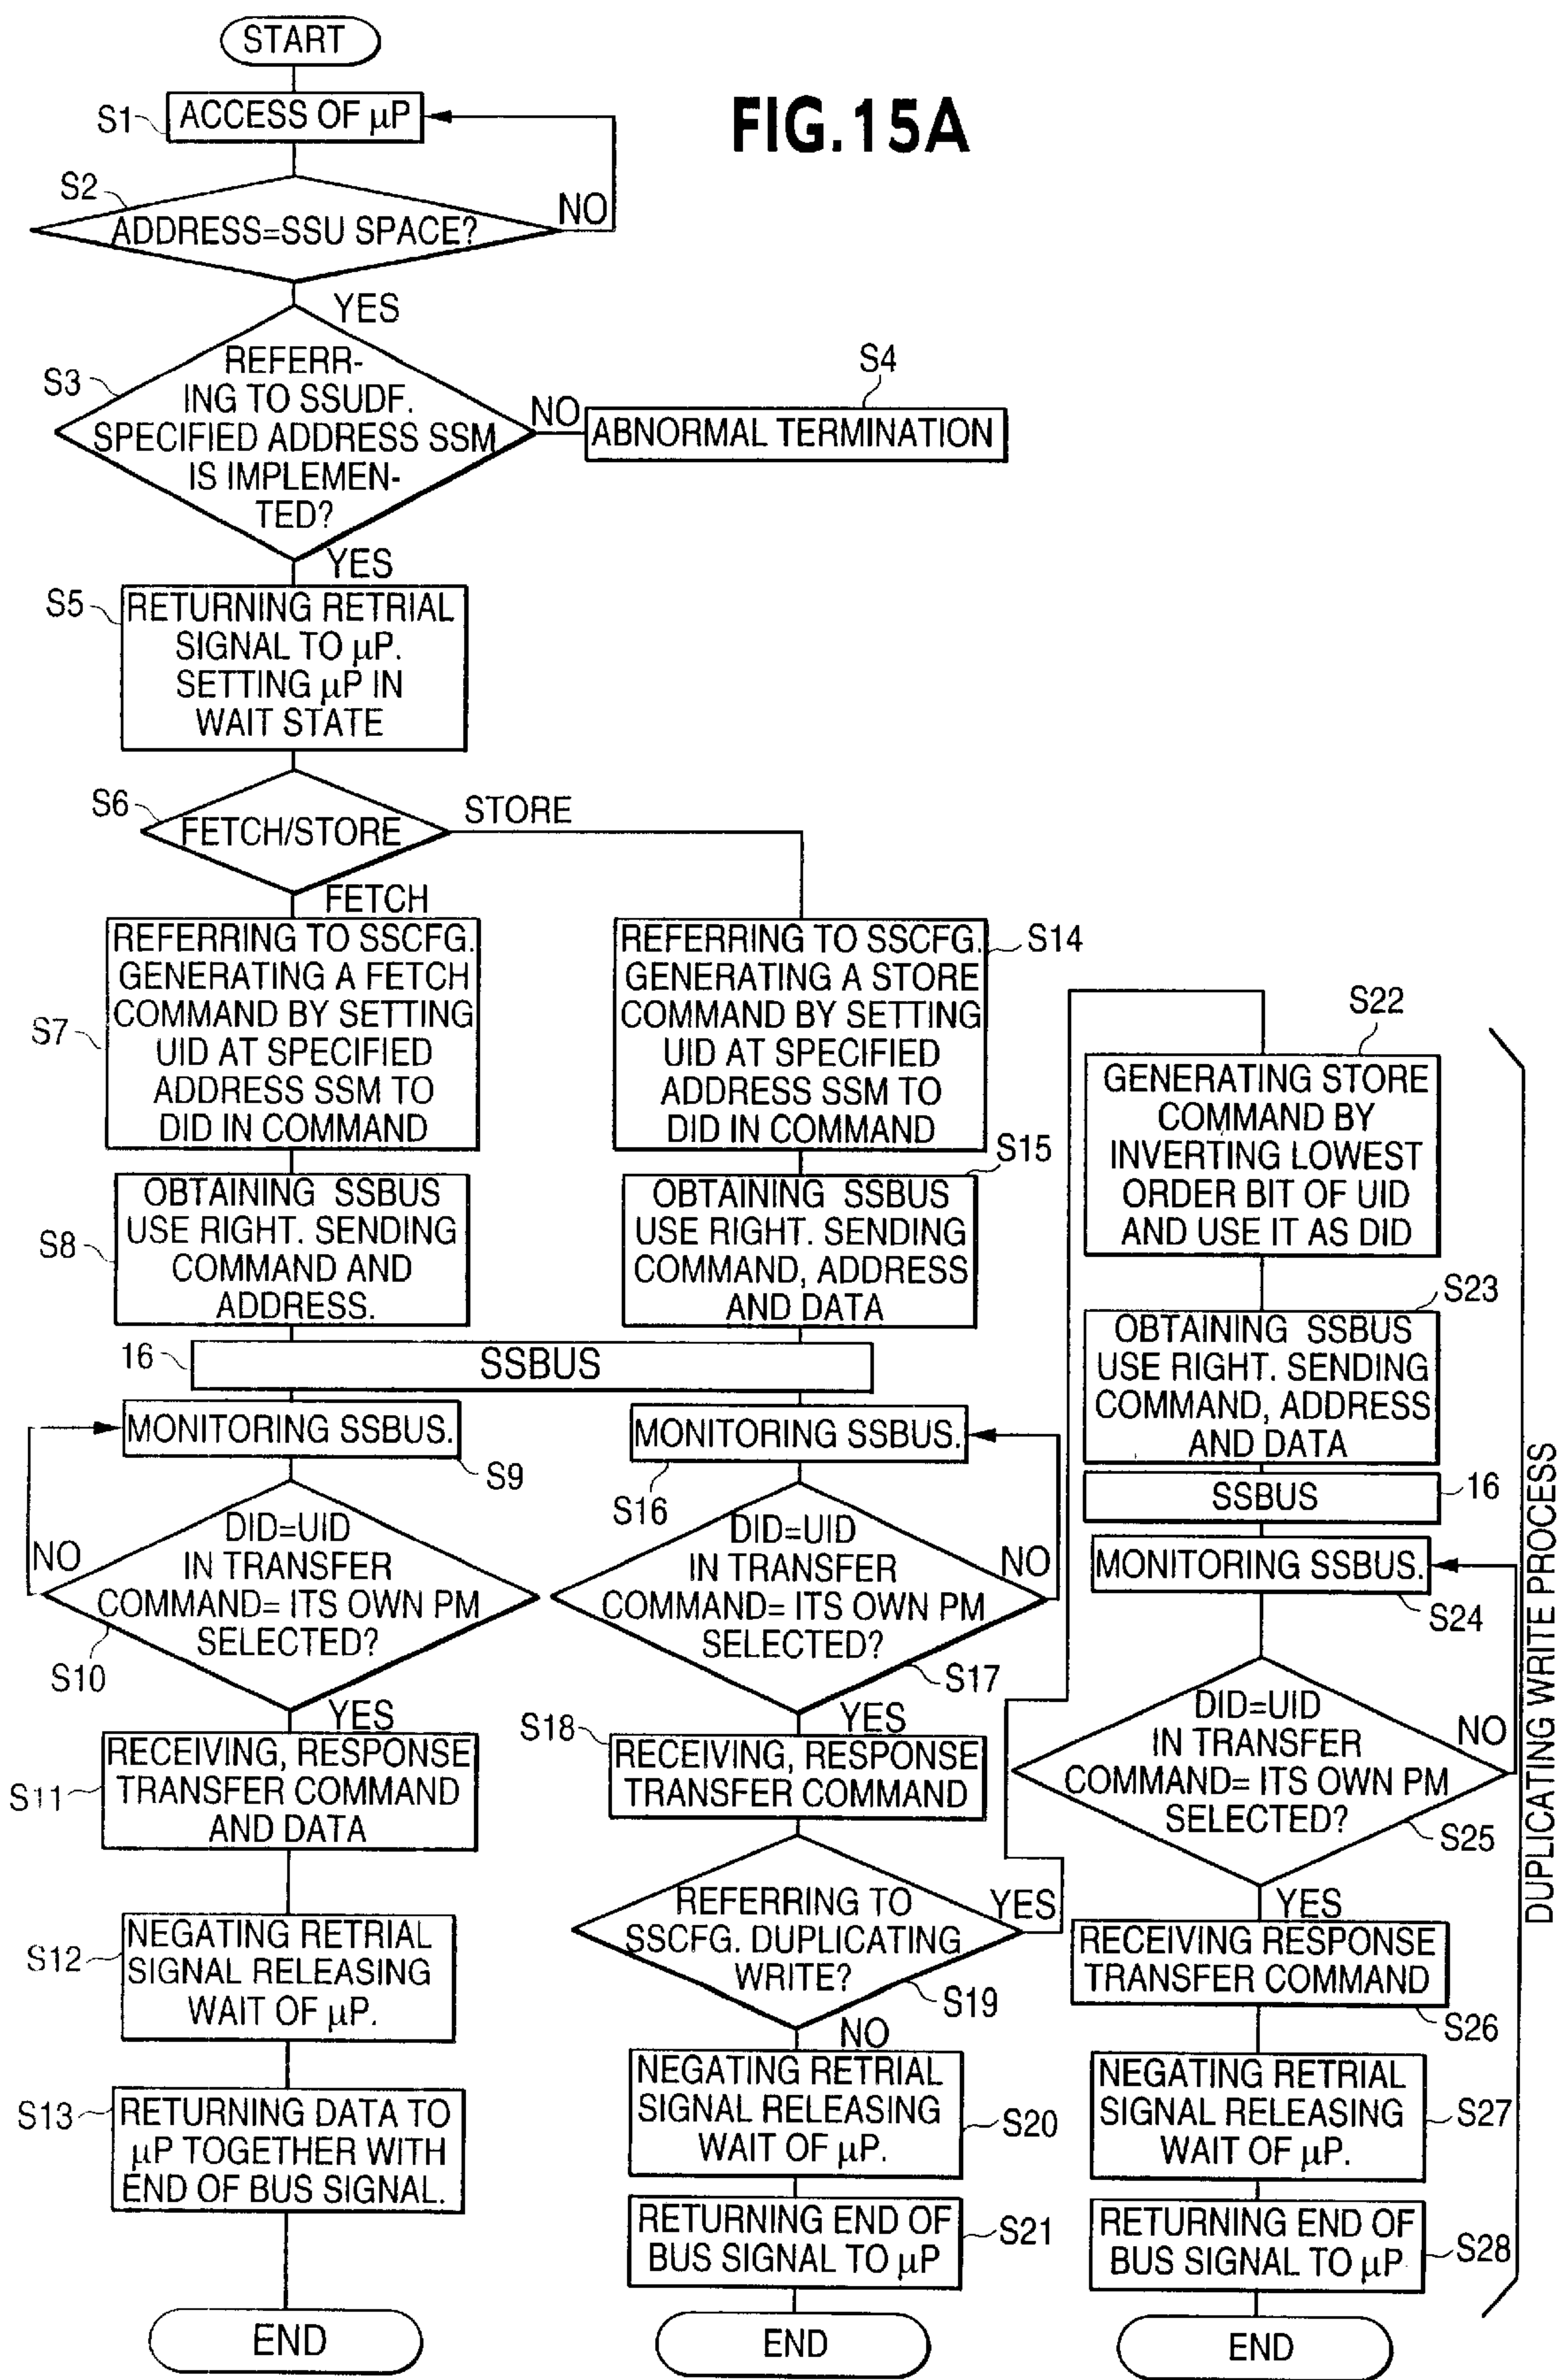 START
FIG.15A
S1
ACCESS OF µP
S2
ADDRESS=SSU SPACE?
NO
YES
S3
REFERR-
ING TO SSUDF.
SPECIFIED ADDRESS SSM
IS IMPLEMEN-
TED?
NO
S4
ABNORMAL TERMINATION
YES
S5
RETURNING RETRIAL
SIGNAL TO µP.
SETTING µP IN
WAIT STATE
S6
FETCH/STORE
STORE
FETCH
S7
REFERRING TO SSCFG.
GENERATING A FETCH
COMMAND BY SETTING
UID AT SPECIFIED
ADDRESS SSM TO
DID IN COMMAND
S8
OBTAINING SSBUS
USE RIGHT. SENDING
COMMAND AND
ADDRESS.
16
SSBUS
MONITORING SSBUS.
S9
NO
DID=UID
IN TRANSFER
COMMAND= ITS OWN PM
SELECTED?
S10
YES
S11
RECEIVING, RESPONSE
TRANSFER COMMAND
AND DATA
S12
NEGATING RETRIAL
SIGNAL RELEASING
WAIT OF µP.
S13
RETURNING DATA TO
µP TOGETHER WITH
END OF BUS SIGNAL.
END
S14
REFERRING TO SSCFG.
GENERATING A STORE
COMMAND BY SETTING
UID AT SPECIFIED
ADDRESS SSM TO
DID IN COMMAND
S15
OBTAINING SSBUS
USE RIGHT. SENDING
COMMAND, ADDRESS
AND DATA
MONITORING SSBUS.
S16
DID=UID
IN TRANSFER
COMMAND= ITS OWN PM
SELECTED?
NO
S17
YES
S18
RECEIVING, RESPONSE
TRANSFER COMMAND
REFERRING TO
SSCFG. DUPLICATING
WRITE?
YES
S19
NO
NEGATING RETRIAL
SIGNAL RELEASING
WAIT OF µP.
S20
RETURNING END OF
BUS SIGNAL TO µP
S21
END
S22
GENERATING STORE
COMMAND BY
INVERTING LOWEST
ORDER BIT OF UID
AND USE IT AS DID
S23
OBTAINING SSBUS
USE RIGHT. SENDING
COMMAND, ADDRESS
AND DATA
SSBUS
16
MONITORING SSBUS.
S24
DID=UID
IN TRANSFER
COMMAND= ITS OWN PM
SELECTED?
NO
S25
YES
RECEIVING RESPONSE
TRANSFER COMMAND
S26
NEGATING RETRIAL
SIGNAL RELEASING
WAIT OF µP.
S27
RETURNING END OF
BUS SIGNAL TO µP
S28
END
DUPLICATING WRITE PROCESS